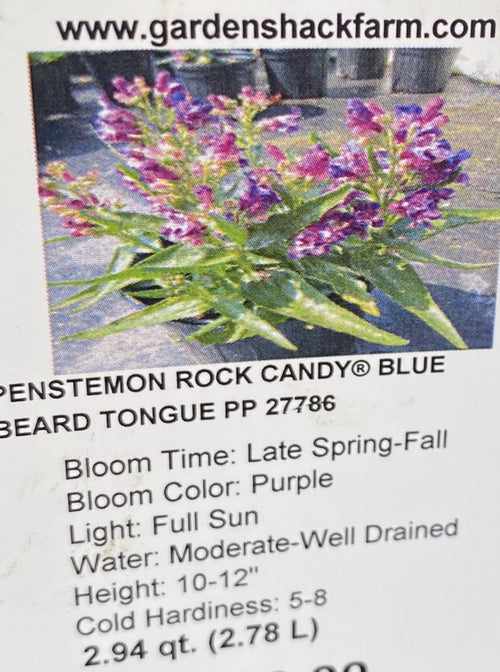 www.gardenshackfarm.com
PENSTEMON ROCK CANDY® BLUE
BEARD TONGUE PP 27786
Bloom Time: Late Spring-Fall
Bloom Color: Purple
Light: Full Sun
Water: Moderate-Well Drained
Height: 10-12"
Cold Hardiness: 5-8
2.94 qt. (2.78 L)